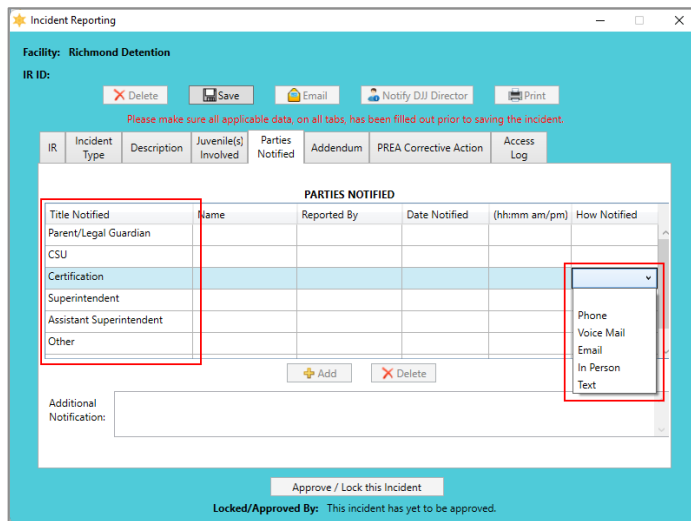 Incident Reporting
Facility: Richmond Detention
IR ID:
Delete Save Email Notify DJJ Director Print
Please make sure all applicable data, on all tabs, has been filled out prior to saving the incident.
IR
Incident
Type
Description
Juvenile(s)
Involved
Parties
Notified
Addendum
PREA Corrective Action
Access
Log
PARTIES NOTIFIED
Title Notified Name Reported By Date Notified (hh:mm am/pm) How Notified
Parent/Legal Guardian
CSU
Certification
Superintendent
Assistant Superintendent
Other
Phone
Voice Mail
Email
In Person
Text
Add Delete
Additional
Notification:
Approve / Lock this Incident
Locked/Approved By: This incident has yet to be approved.